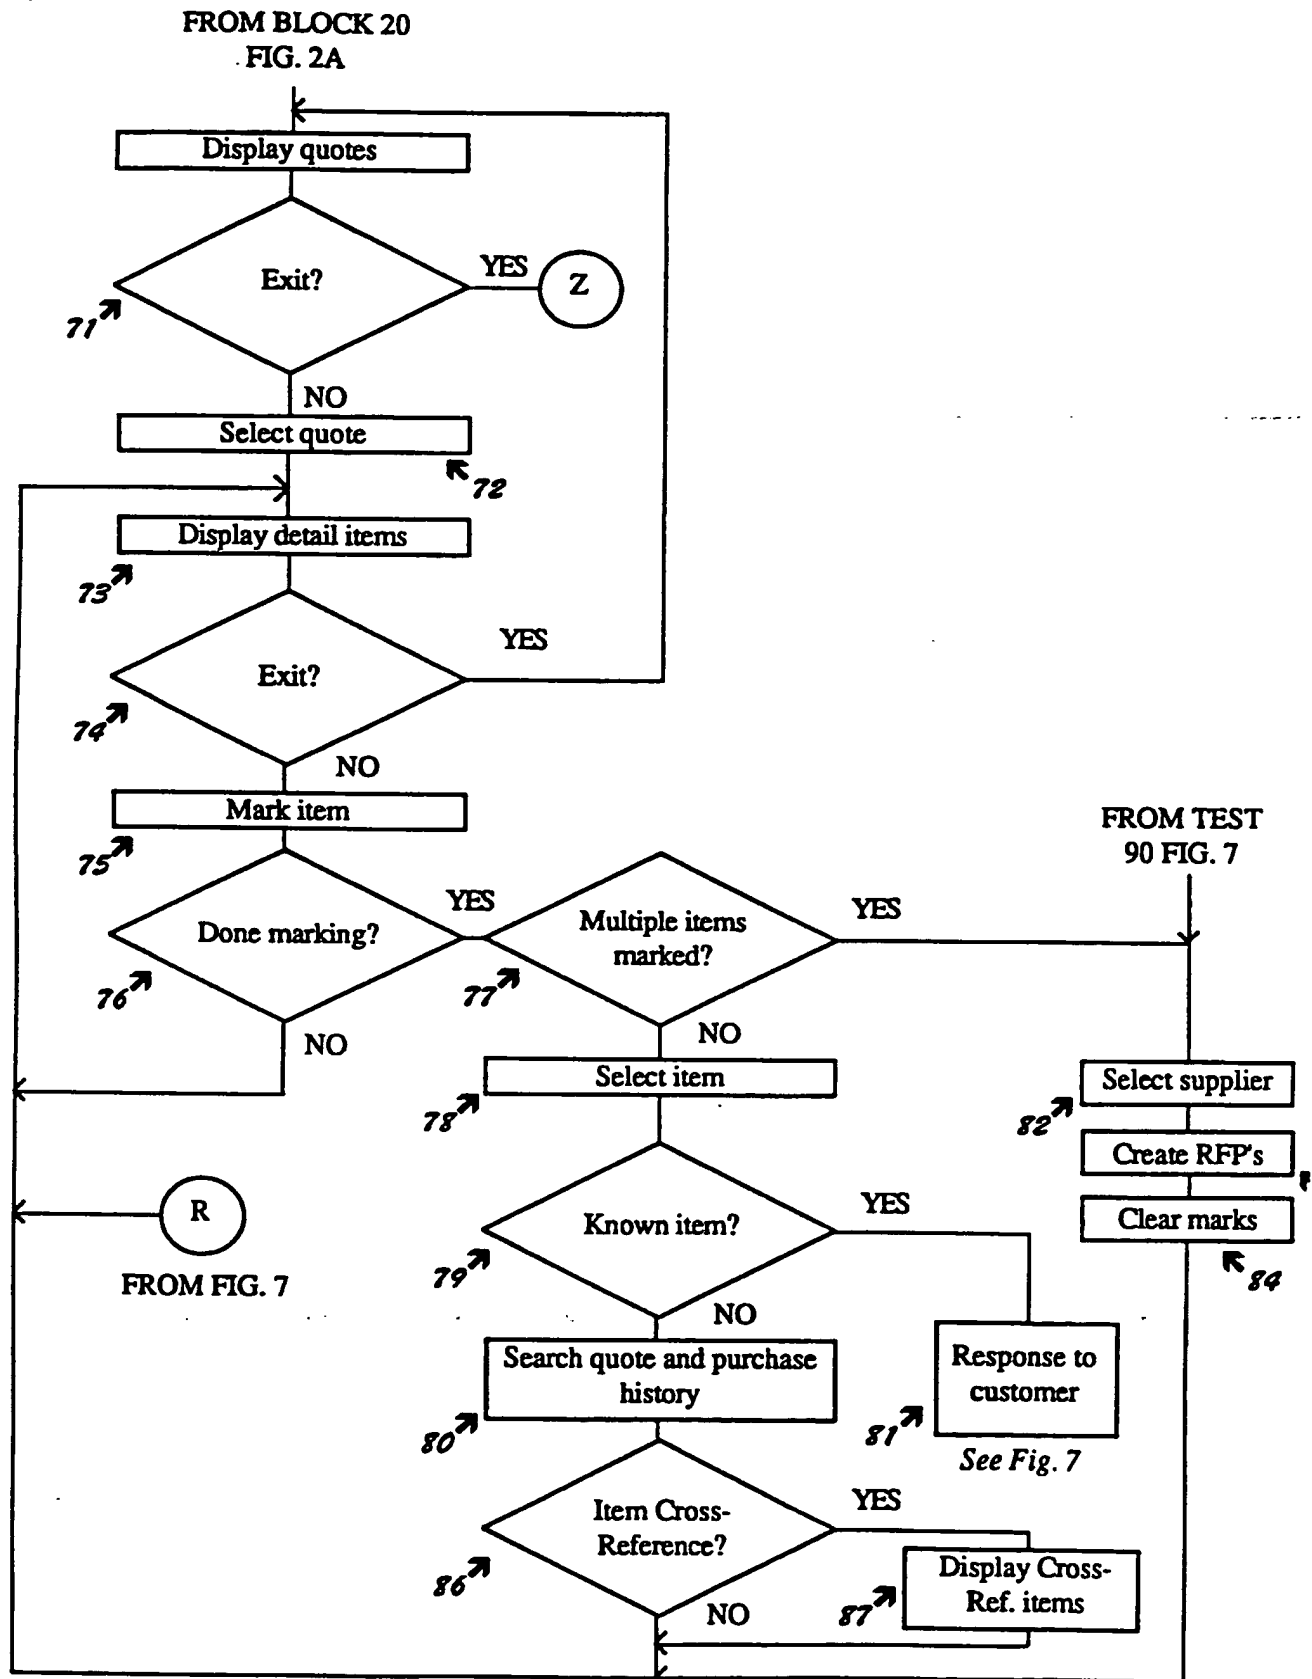 FROM BLOCK 20
FIG. 2A
Display quotes
Exit?
YES
Z
71
NO
Select quote
72
Display detail items
73
Exit?
YES
74
NO
Mark item
75
FROM TEST
90 FIG. 7
Done marking?
YES
76
NO
Multiple items
marked?
YES
77
NO
Select item
78
Select supplier
82
Create RFP's
Clear marks
84
R
FROM FIG. 7
Known item?
YES
79
NO
Search quote and purchase
history
80
Response to
customer
81
See Fig. 7
Item Cross-
Reference?
YES
86
NO
Display Cross-
Ref. items
87